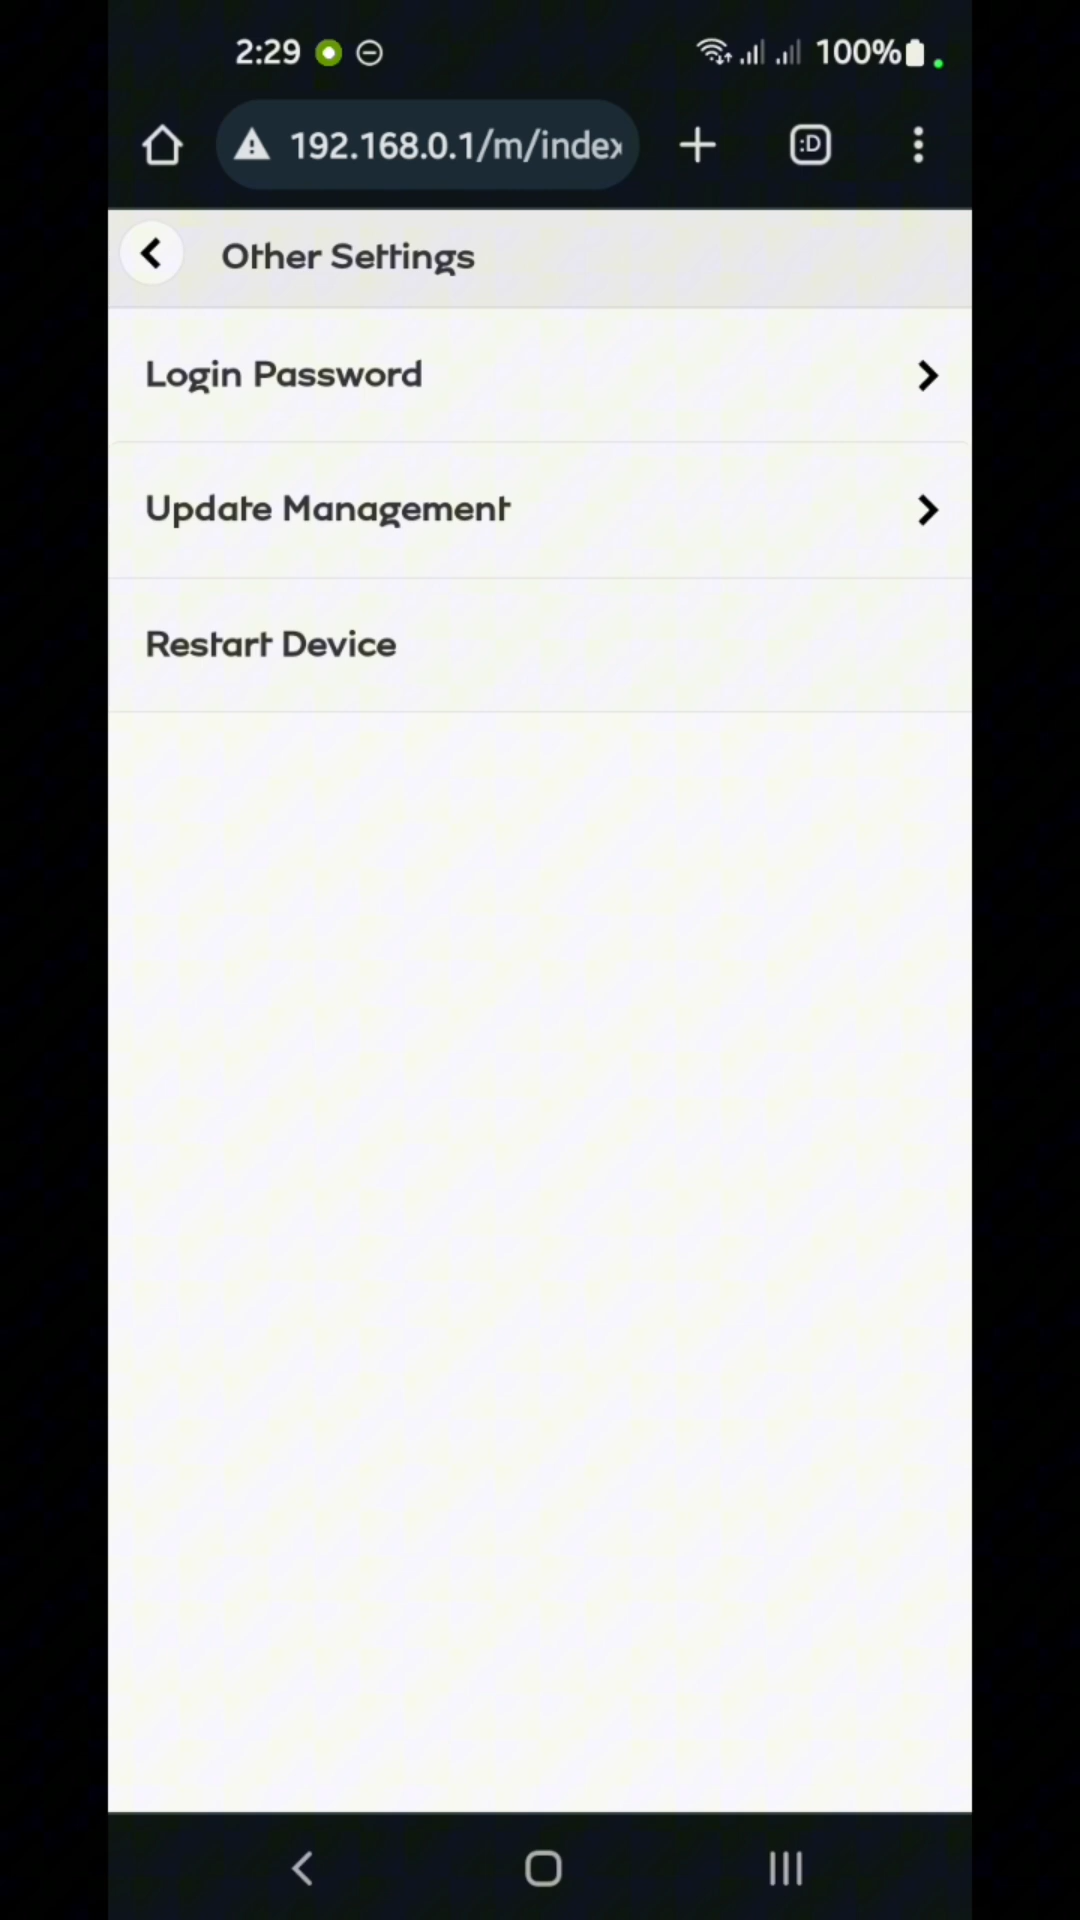 2:29 100%
192.168.0.1/m/index :D
Other Settings
Login Password
Update Management
Restart Device